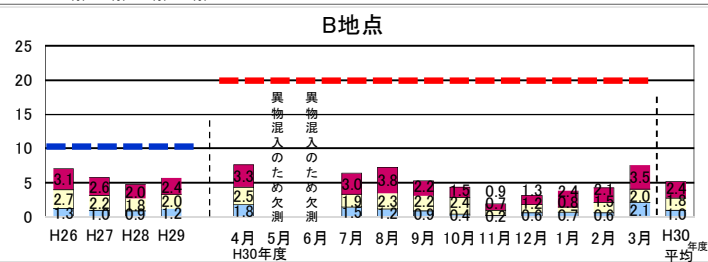 B地点
25
20
15
10
5
0
異物混入のため欠測
異物混入のため欠測
3.1 2.6 2.0 2.4 3.3 3.0 3.8 2.2 1.5 0.9 1.3 2.4 2.1 3.5 2.4
2.7 2.2 1.8 2.0 2.5 1.9 2.3 2.2 2.4 1.2 0.8 1.5 2.0 1.8
1.3 1.0 0.9 1.2 1.8 1.5 1.2 0.9 0.4 0.2 0.6 0.7 0.6 2.1 1.0
H26 H27 H28 H29 4月 5月 6月 7月 8月 9月 10月 11月 12月 1月 2月 3月 H30
H30年度
年度
平均